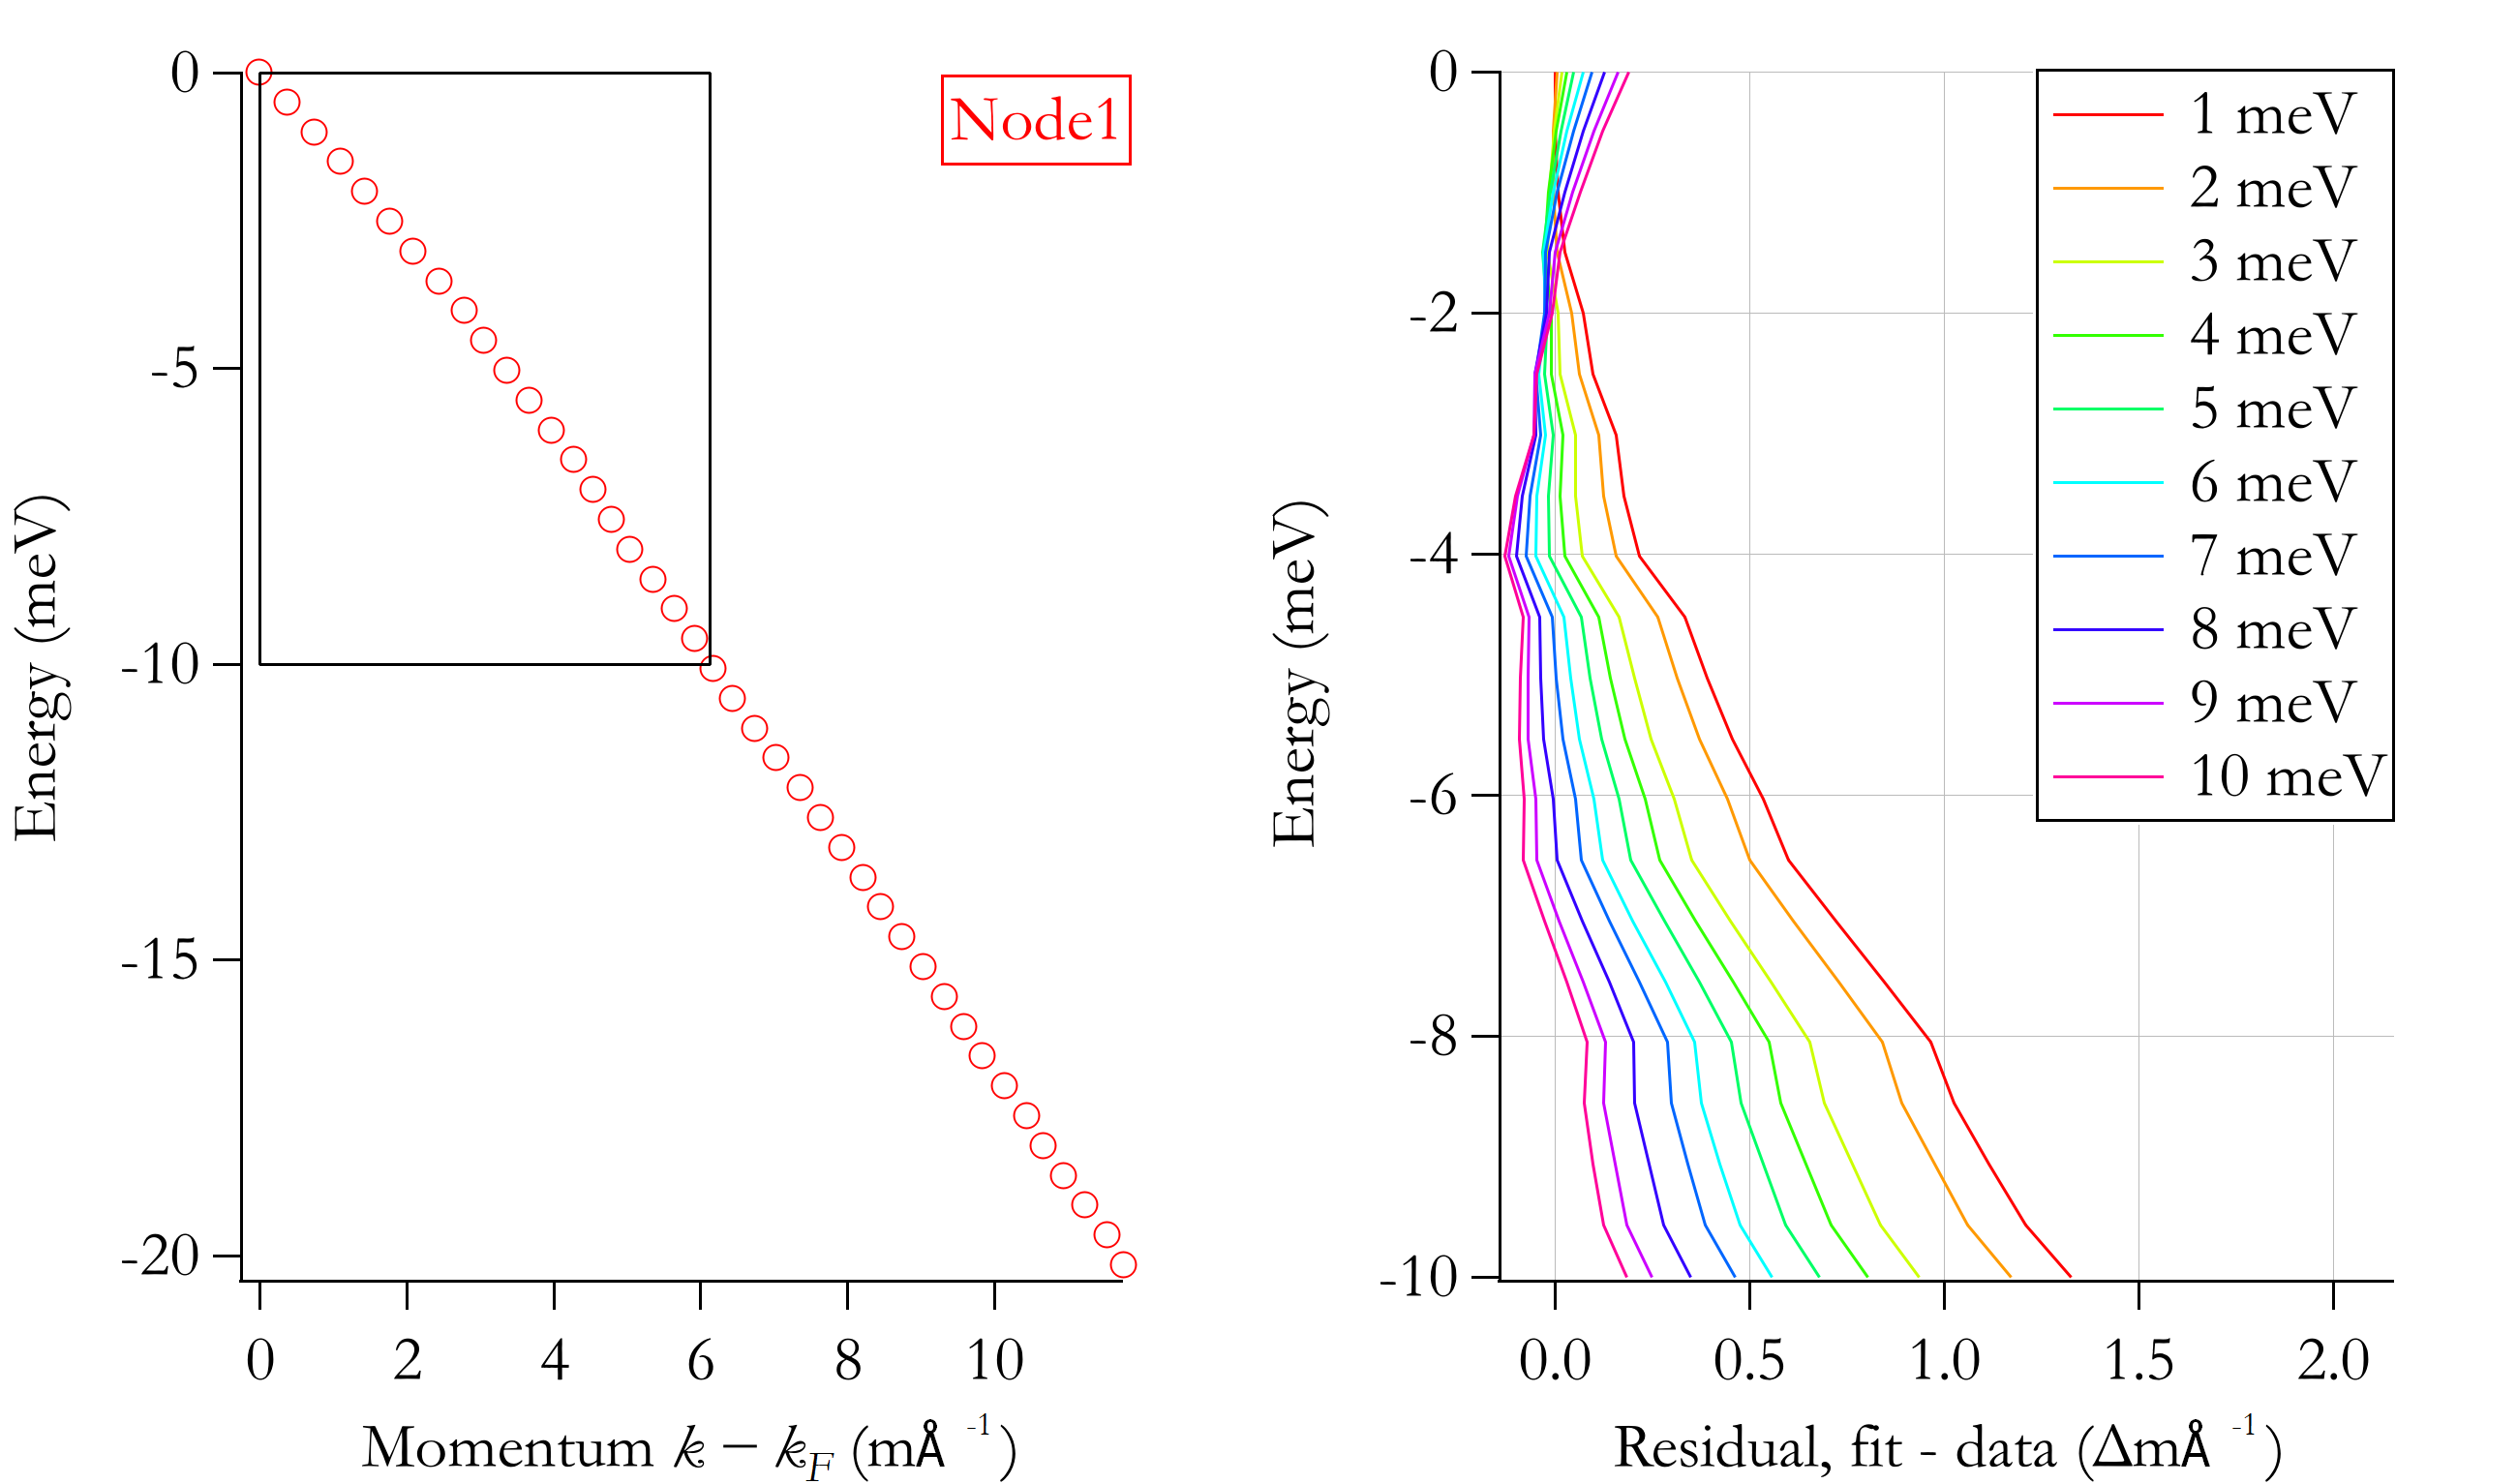 0
-5
-10
-15
-20
Energy (meV)
0 2 4 6 8 10
Momentum k − k_F (mÅ⁻¹)
Node1
0
-2
-4
-6
-8
-10
Energy (meV)
0.0 0.5 1.0 1.5 2.0
Residual, fit - data (ΔmÅ⁻¹)
1 meV
2 meV
3 meV
4 meV
5 meV
6 meV
7 meV
8 meV
9 meV
10 meV